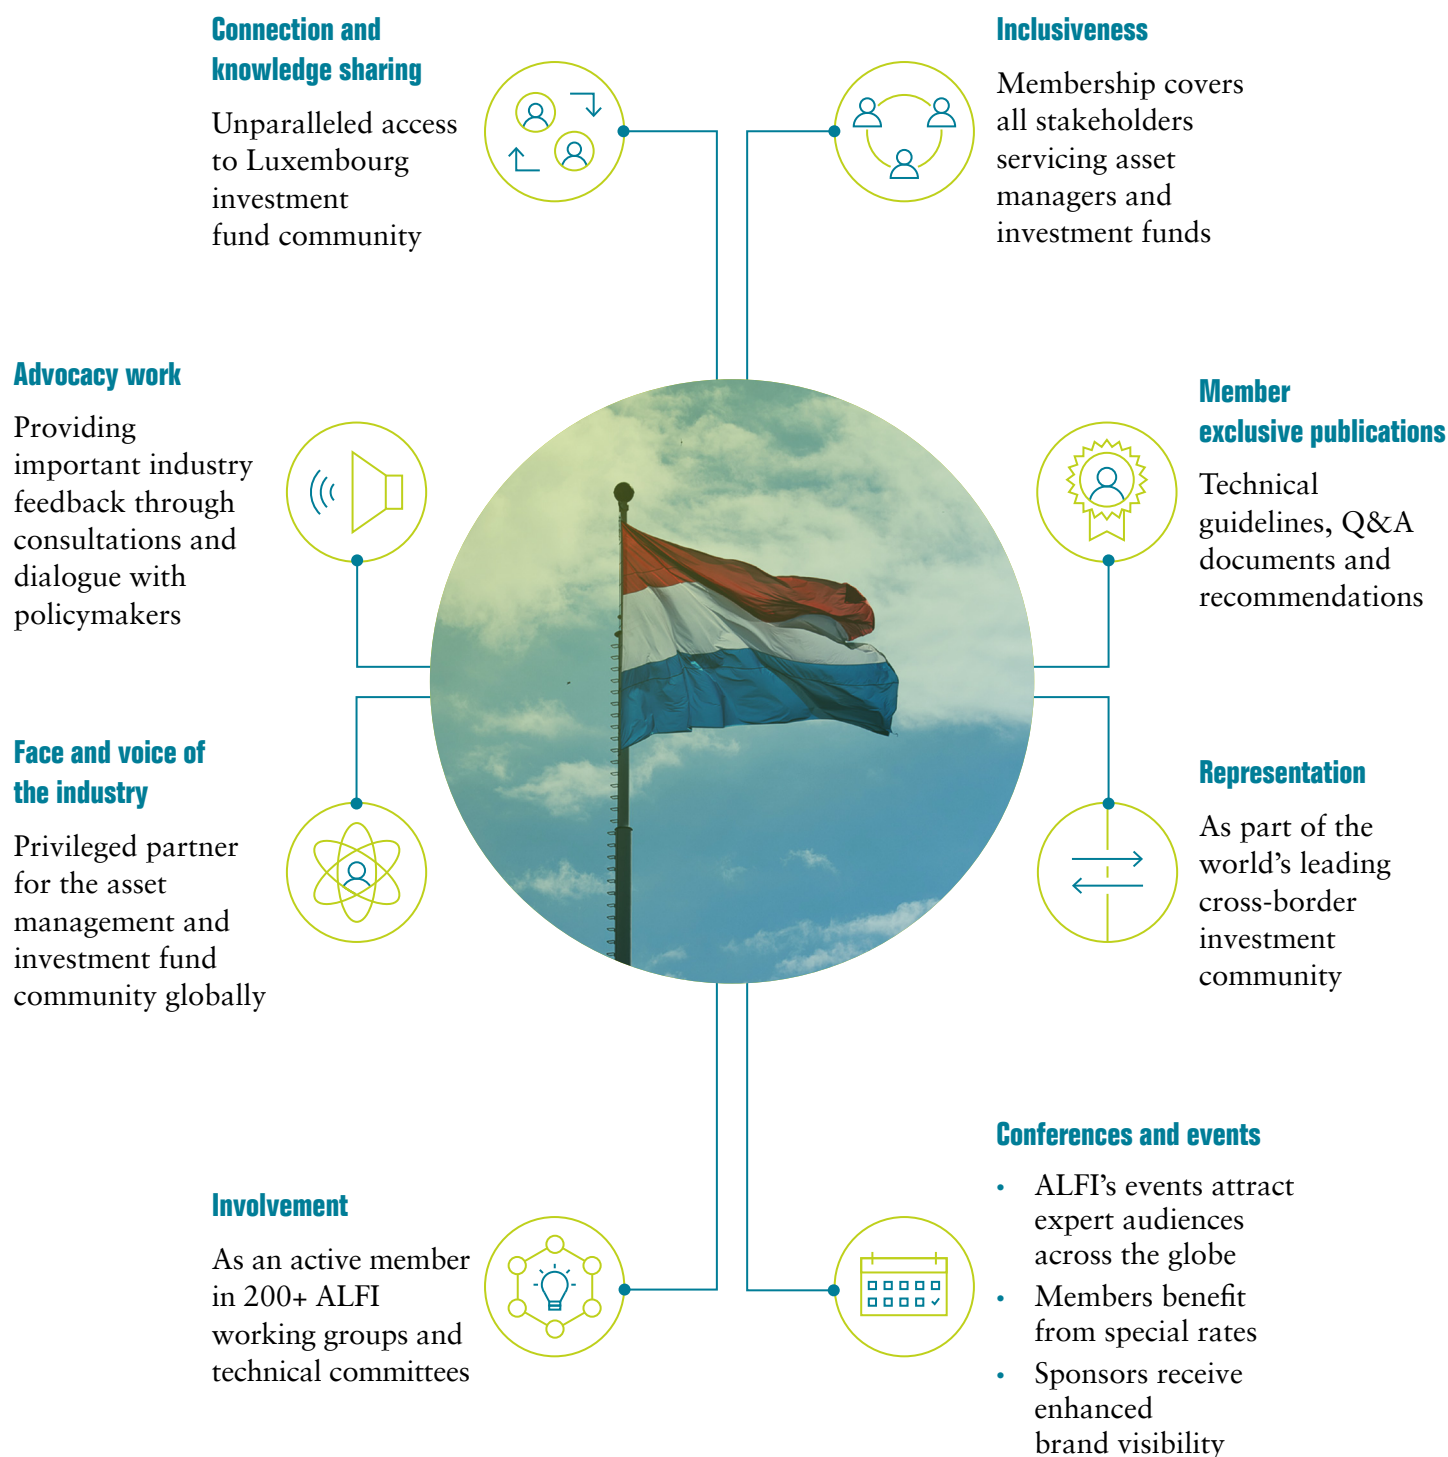 Connection and
knowledge sharing
Unparalleled access
to Luxembourg
investment
fund community
Inclusiveness
Membership covers
all stakeholders
servicing asset
managers and
investment funds
Advocacy work
Providing
important industry
feedback through
consultations and
dialogue with
policymakers
Member
exclusive publications
Technical
guidelines, Q&A
documents and
recommendations
Face and voice of
the industry
Privileged partner
for the asset
management and
investment fund
community globally
Representation
As part of the
world’s leading
cross-border
investment
community
Involvement
As an active member
in 200+ ALFI
working groups and
technical committees
Conferences and events
• ALFI’s events attract
expert audiences
across the globe
• Members benefit
from special rates
• Sponsors receive
enhanced
brand visibility